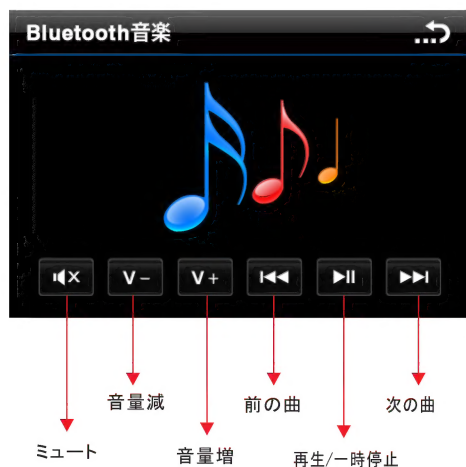 Bluetooth音楽
V- V+
音量減 前の曲 次の曲
ミュート 音量増 再生/一時停止